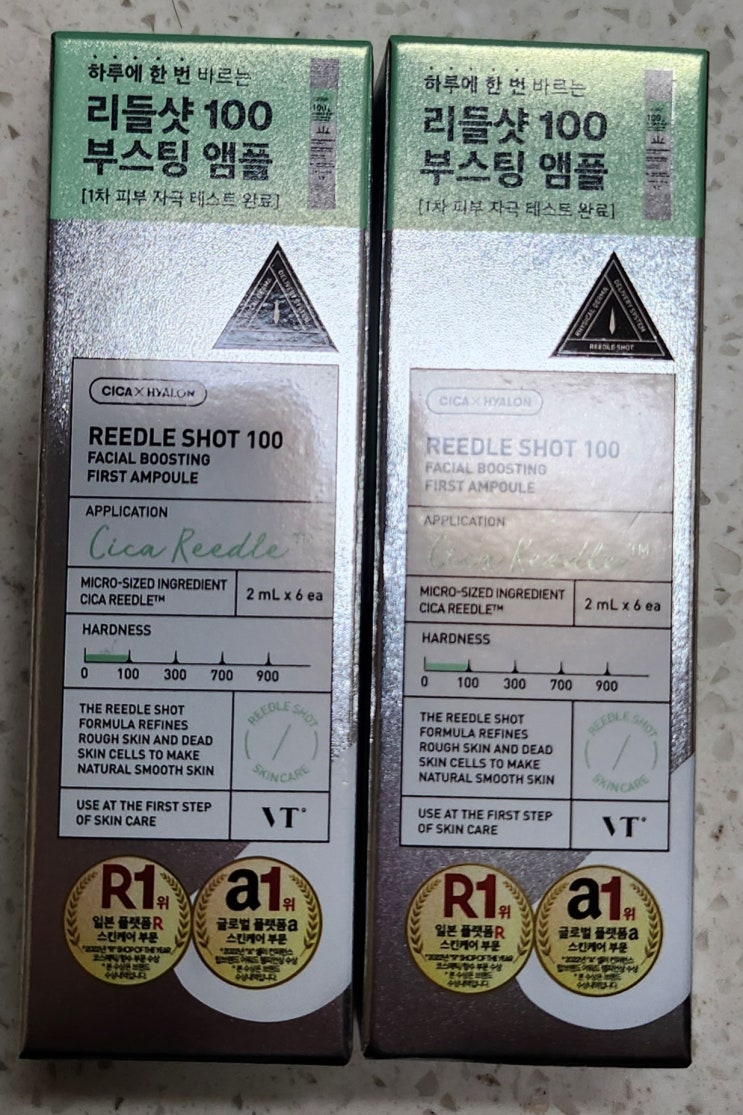 하루에 한 번 바르는
리들샷 100
부스팅 앰플
[1차 피부 자극 테스트 완료]
CICA X HYALON
REEDLE SHOT 100
FACIAL BOOSTING
FIRST AMPOULE
APPLICATION
Cica Reedle™
MICRO-SIZED INGREDIENT
CICA REEDLE™
2 mL x 6 ea
HARDNESS
0 100 300 700 900
THE REEDLE SHOT
FORMULA REFINES
ROUGH SKIN AND DEAD
SKIN CELLS TO MAKE
NATURAL SMOOTH SKIN
REEDLE SHOT
SKINCARE
USE AT THE FIRST STEP
OF SKIN CARE
VT
R1위
일본 플랫폼R
스킨케어 부문
a1위
글로벌 플랫폼a
스킨케어 부문
하루에 한 번 바르는
리들샷 100
부스팅 앰플
[1차 피부 자극 테스트 완료]
PHYSICAL DERMA
DELIVERY SYSTEM
REEDLE SHOT
CICA X HYALON
REEDLE SHOT 100
FACIAL BOOSTING
FIRST AMPOULE
APPLICATION
Cica Reedle™
MICRO-SIZED INGREDIENT
CICA REEDLE™
2 mL x 6 ea
HARDNESS
0 100 300 700 900
THE REEDLE SHOT
FORMULA REFINES
ROUGH SKIN AND DEAD
SKIN CELLS TO MAKE
NATURAL SMOOTH SKIN
REEDLE SHOT
SKINCARE
USE AT THE FIRST STEP
OF SKIN CARE
VT
R1위
일본 플랫폼R
스킨케어 부문
a1위
글로벌 플랫폼a
스킨케어 부문